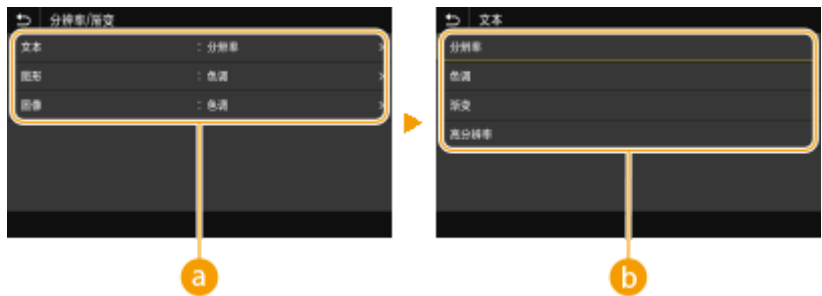 分辨率/渐变
文本 : 分辨率
图形 : 色调
图像 : 色调
a
文本
分辨率
色调
渐变
高分辨率
b